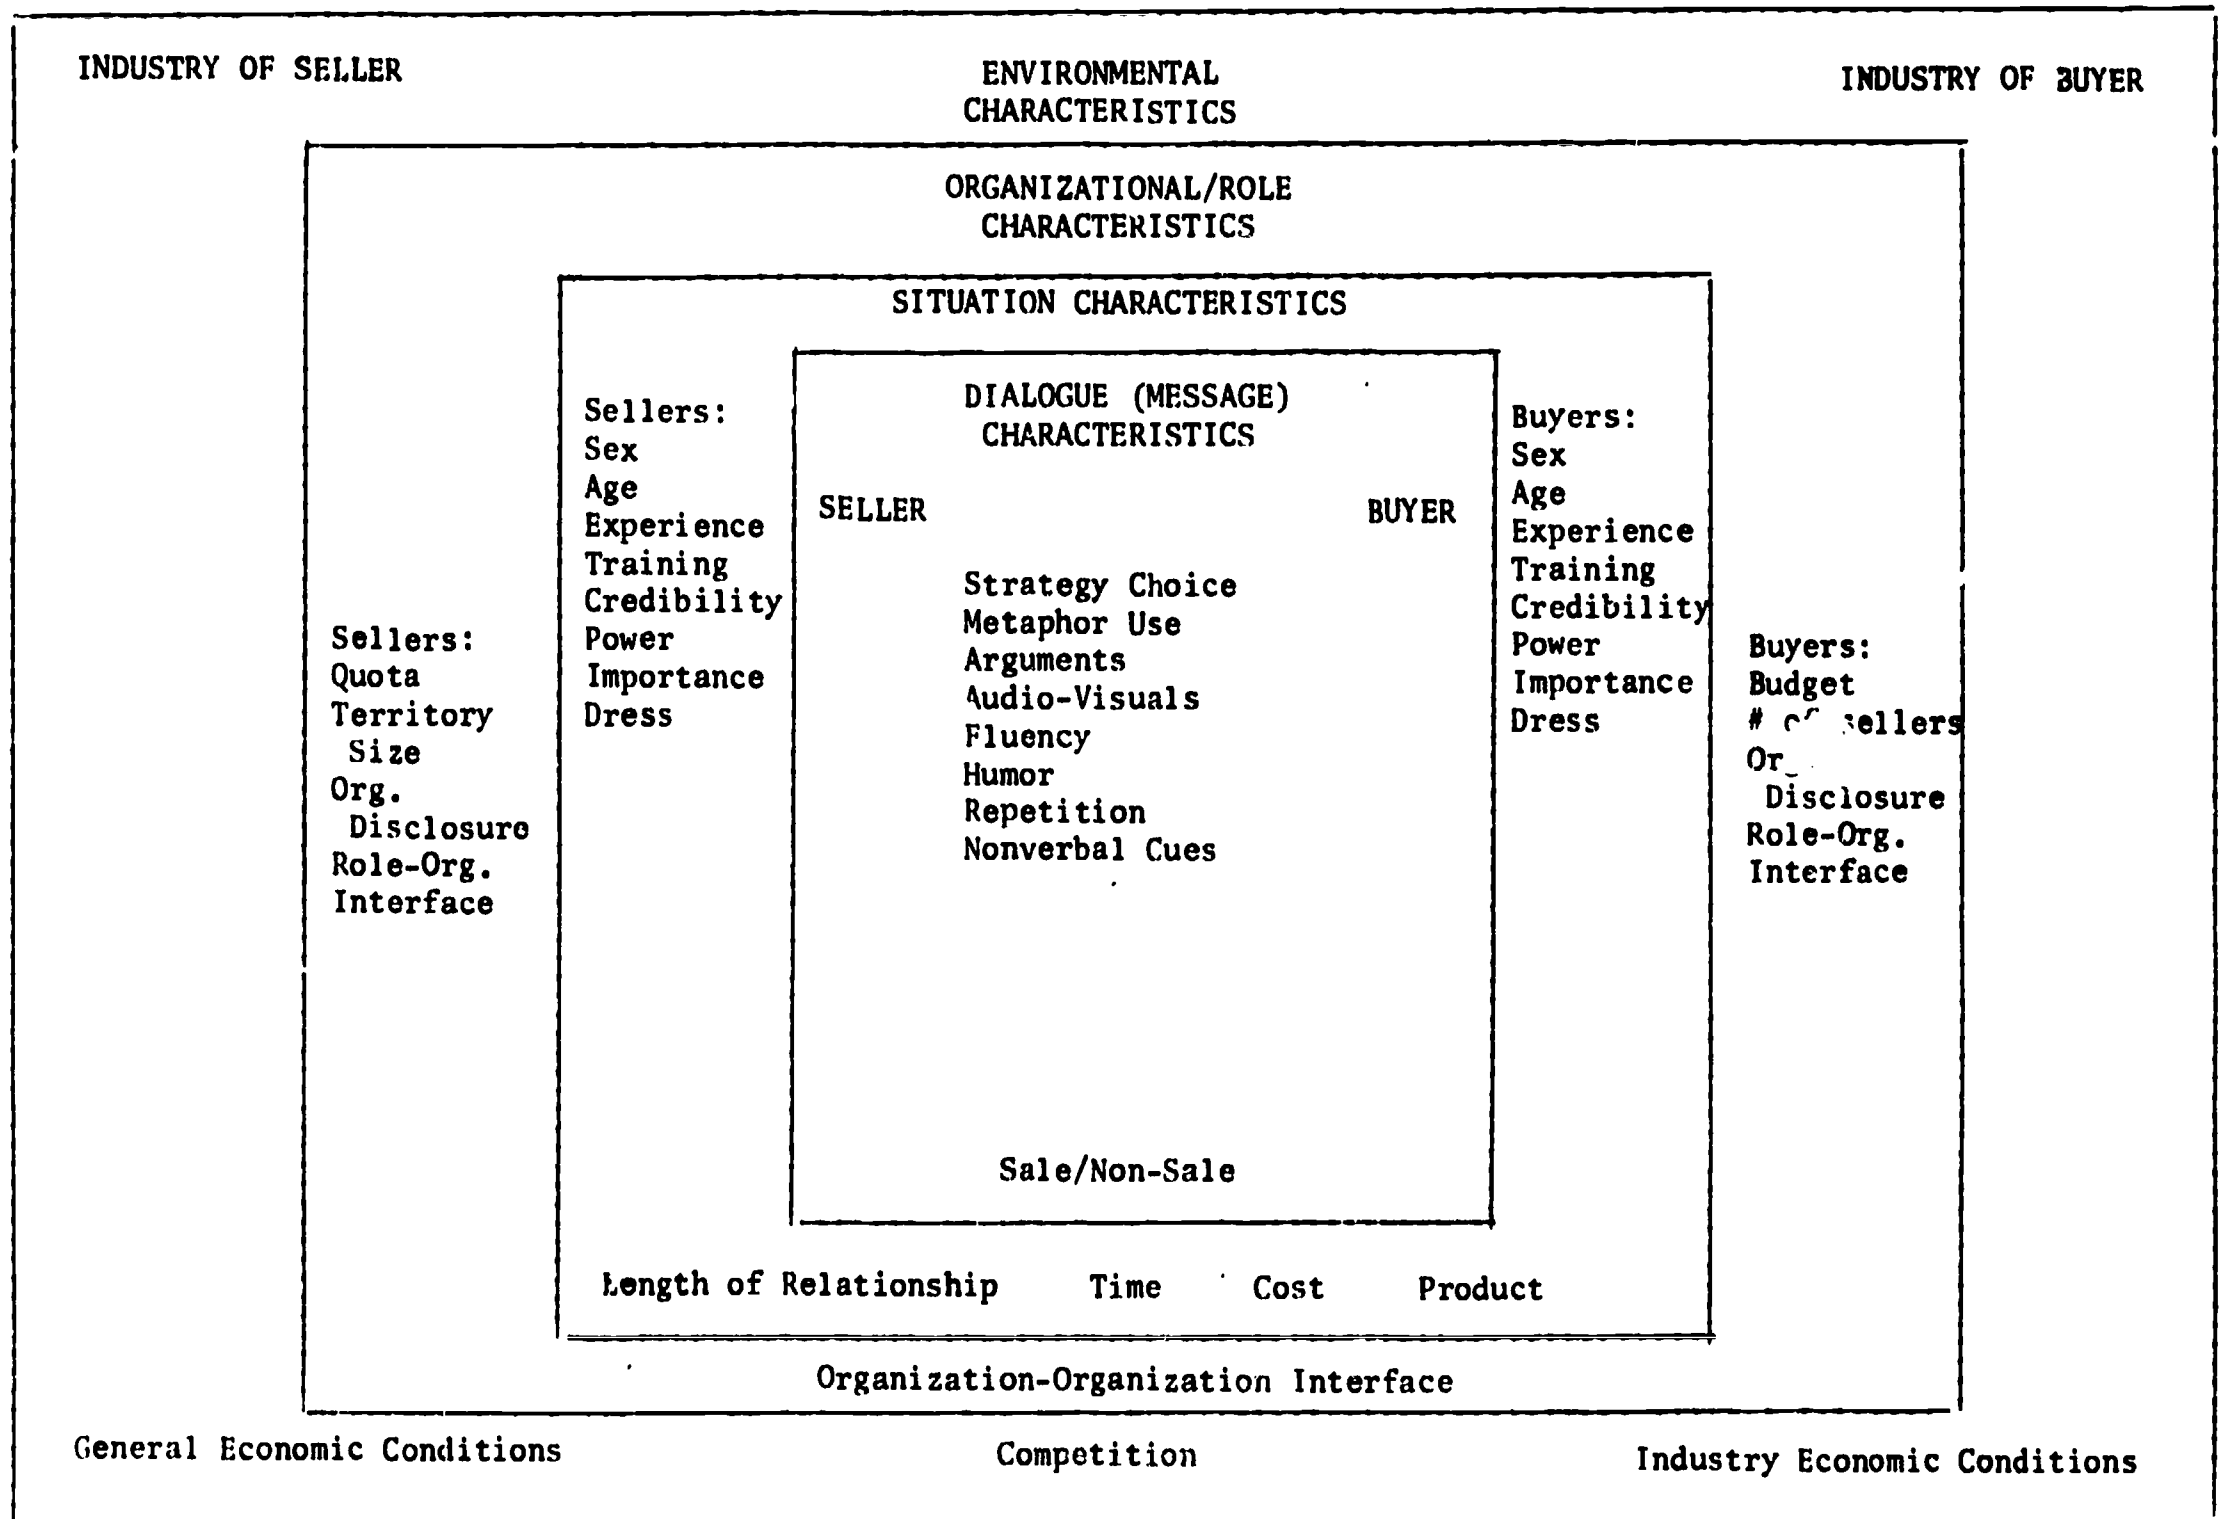 INDUSTRY OF SELLER
ENVIRONMENTAL
CHARACTERISTICS
INDUSTRY OF BUYER
ORGANIZATIONAL/ROLE
CHARACTERISTICS
SITUATION CHARACTERISTICS
Sellers:
Quota
Territory
Size
Org.
Disclosure
Role-Org.
Interface
Sellers:
Sex
Age
Experience
Training
Credibility
Power
Importance
Dress
DIALOGUE (MESSAGE)
CHARACTERISTICS
SELLER
BUYER
Strategy Choice
Metaphor Use
Arguments
Audio-Visuals
Fluency
Humor
Repetition
Nonverbal Cues
Sale/Non-Sale
Buyers:
Sex
Age
Experience
Training
Credibility
Power
Importance
Dress
Buyers:
Budget
# of sellers
Disclosure
Role-Org.
Interface
Length of Relationship Time Cost Product
Organization-Organization Interface
General Economic Conditions
Competition
Industry Economic Conditions